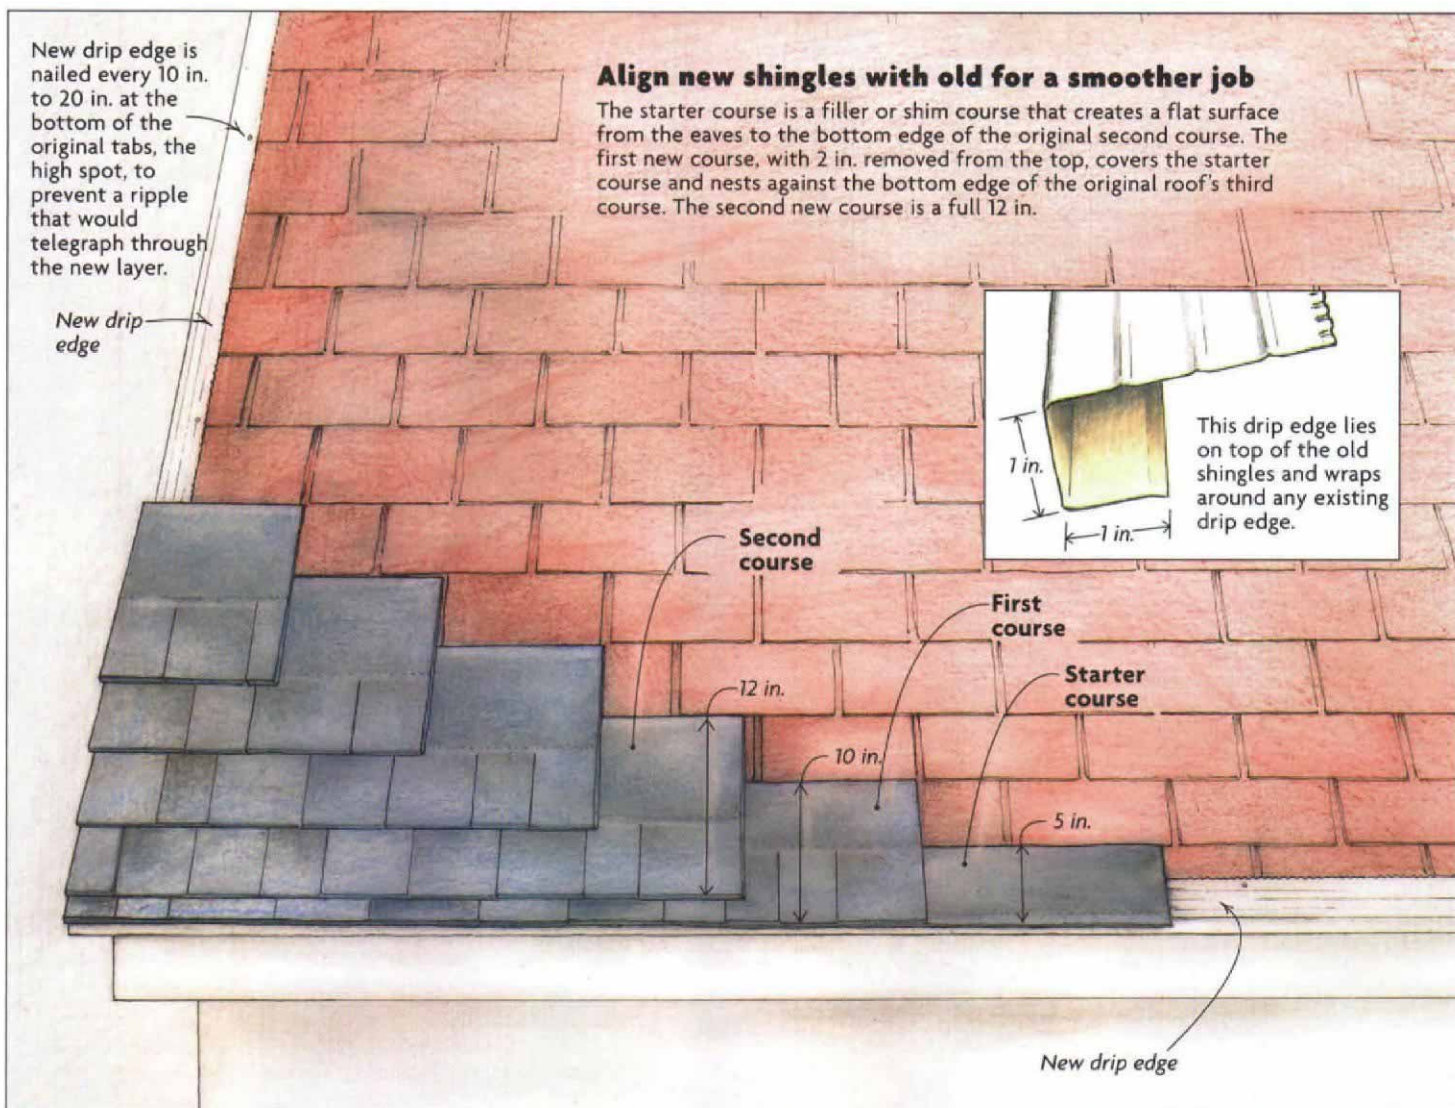 New drip edge is
nailed every 10 in.
to 20 in. at the
bottom of the
original tabs, the
high spot, to
prevent a ripple
that would
telegraph through
the new layer.
New drip
edge
Align new shingles with old for a smoother job
The starter course is a filler or shim course that creates a flat surface
from the eaves to the bottom edge of the original second course. The
first new course, with 2 in. removed from the top, covers the starter
course and nests against the bottom edge of the original roof's third
course. The second new course is a full 12 in.
1 in.
1 in.
This drip edge lies
on top of the old
shingles and wraps
around any existing
drip edge.
Second
course
First
course
Starter
course
12 in.
10 in.
5 in.
New drip edge